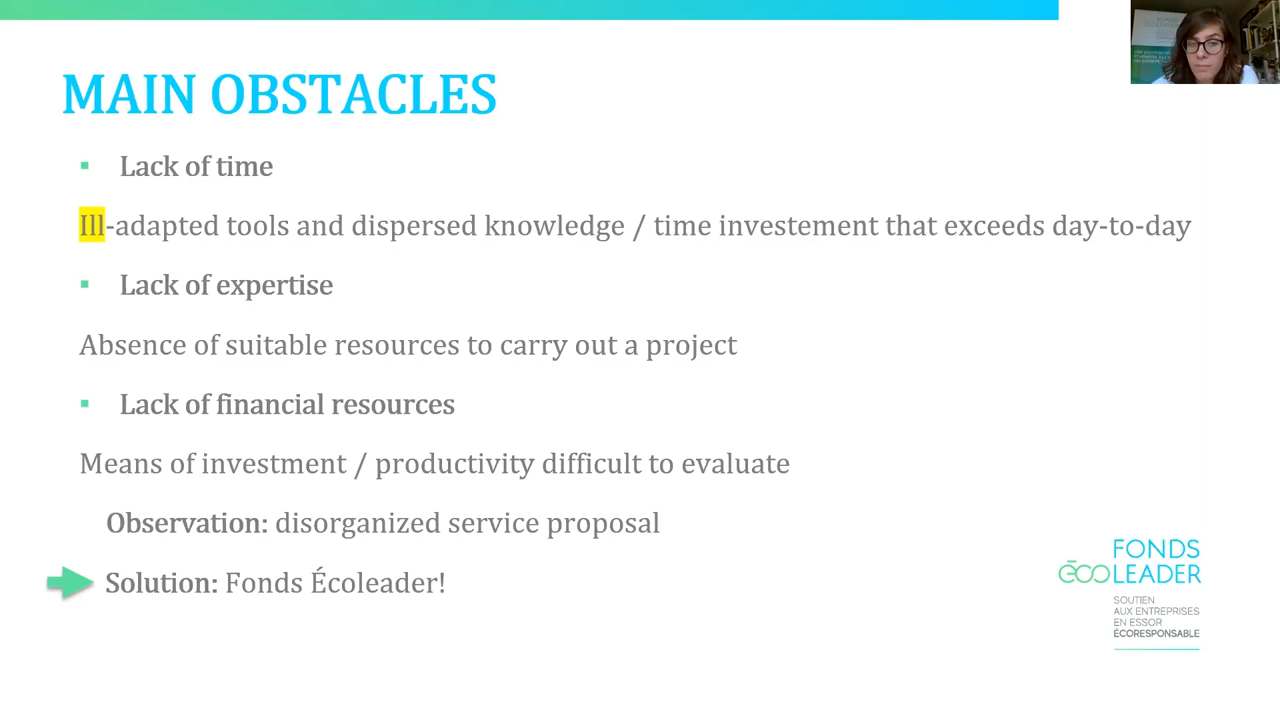 MAIN OBSTACLES
Lack of time
Ill-adapted tools and dispersed knowledge / time investement that exceeds day-to-day
Lack of expertise
Absence of suitable resources to carry out a project
Lack of financial resources
Means of investment / productivity difficult to evaluate
Observation: disorganized service proposal
Solution: Fonds Écoleader!
FONDS
ēcoLEADER
SOUTIEN
AUX ENTREPRISES
EN ESSOR
ÉCORESPONSABLE